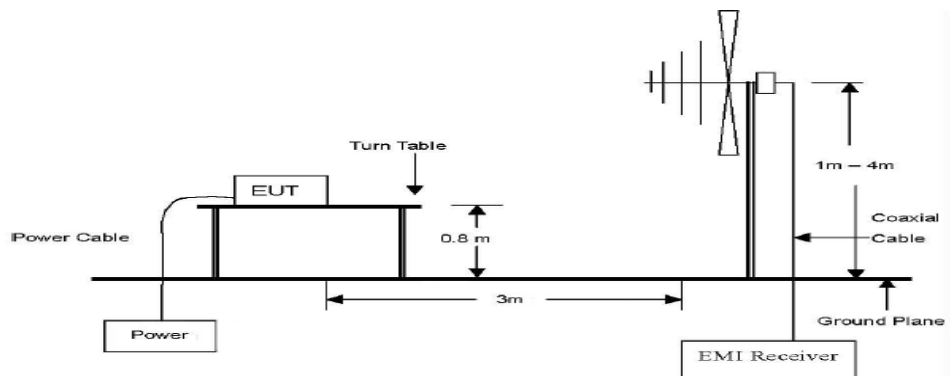 Turn Table
EUT
1m – 4m
Power Cable
0.8 m
Coaxial
Cable
3m
Ground Plane
Power
EMI Receiver